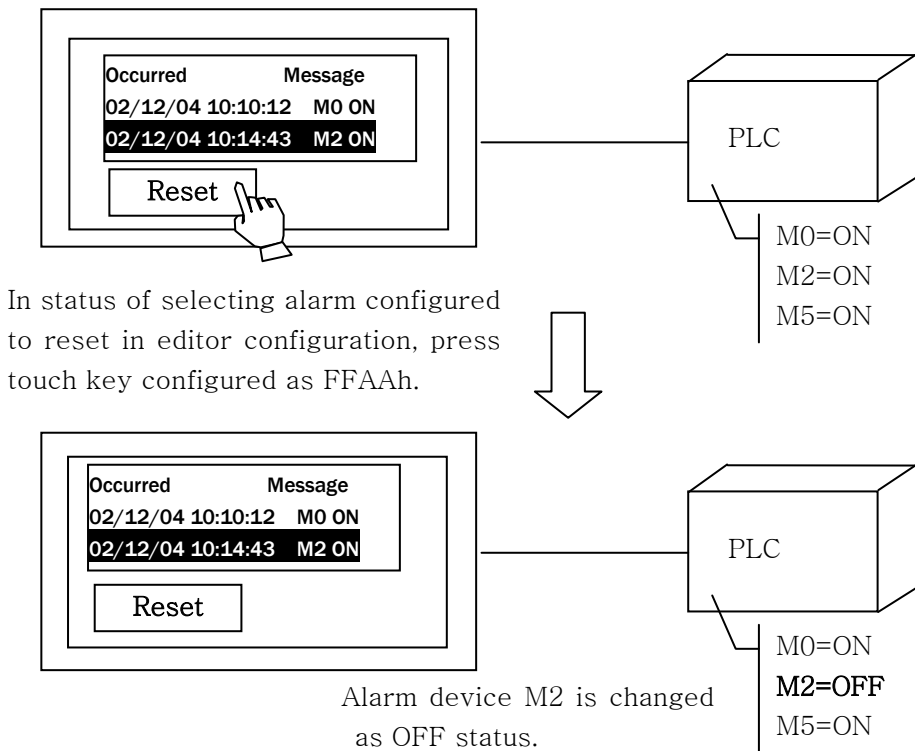 Occurred Message
02/12/04 10:10:12 M0 ON
02/12/04 10:14:43 M2 ON
Reset
PLC
M0=ON
M2=ON
M5=ON
In status of selecting alarm configured
to reset in editor configuration, press
touch key configured as FFAAh.
Occurred Message
02/12/04 10:10:12 M0 ON
02/12/04 10:14:43 M2 ON
Reset
PLC
M0=ON
M2=OFF
M5=ON
Alarm device M2 is changed
as OFF status.